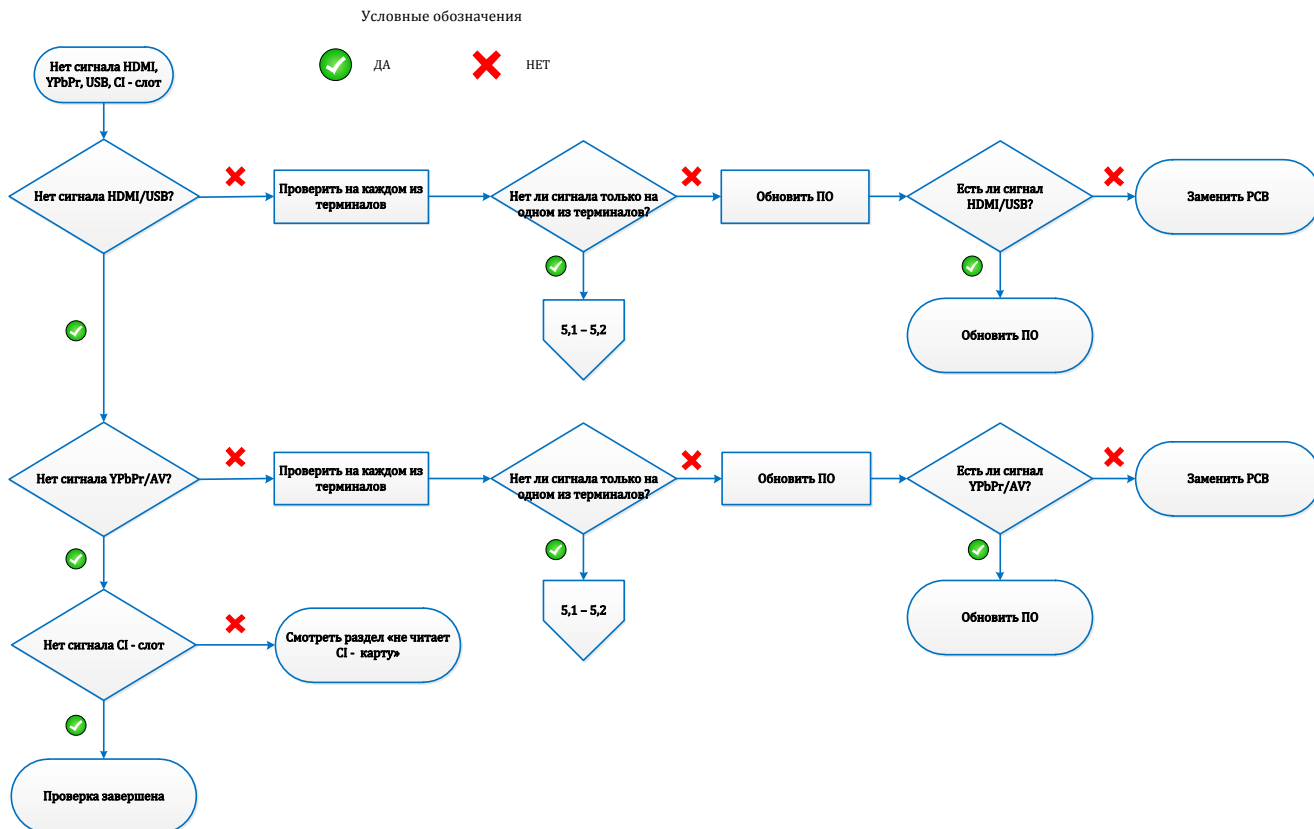 Условные обозначения
ДА
НЕТ
Нет сигнала HDMI,
YPbPr, USB, CI - слот
Нет сигнала HDMI/USB?
Проверить на каждом из
терминалов
Нет ли сигнала только на
одном из терминалов?
Обновить ПО
Есть ли сигнал
HDMI/USB?
Заменить PCB
5,1 – 5,2
Обновить ПО
Нет сигнала YPbPr/AV?
Проверить на каждом из
терминалов
Нет ли сигнала только на
одном из терминалов?
Обновить ПО
Есть ли сигнал
YPbPr/AV?
Заменить PCB
5,1 – 5,2
Обновить ПО
Нет сигнала CI - слот
Смотреть раздел «не читает
CI - карту»
Проверка завершена